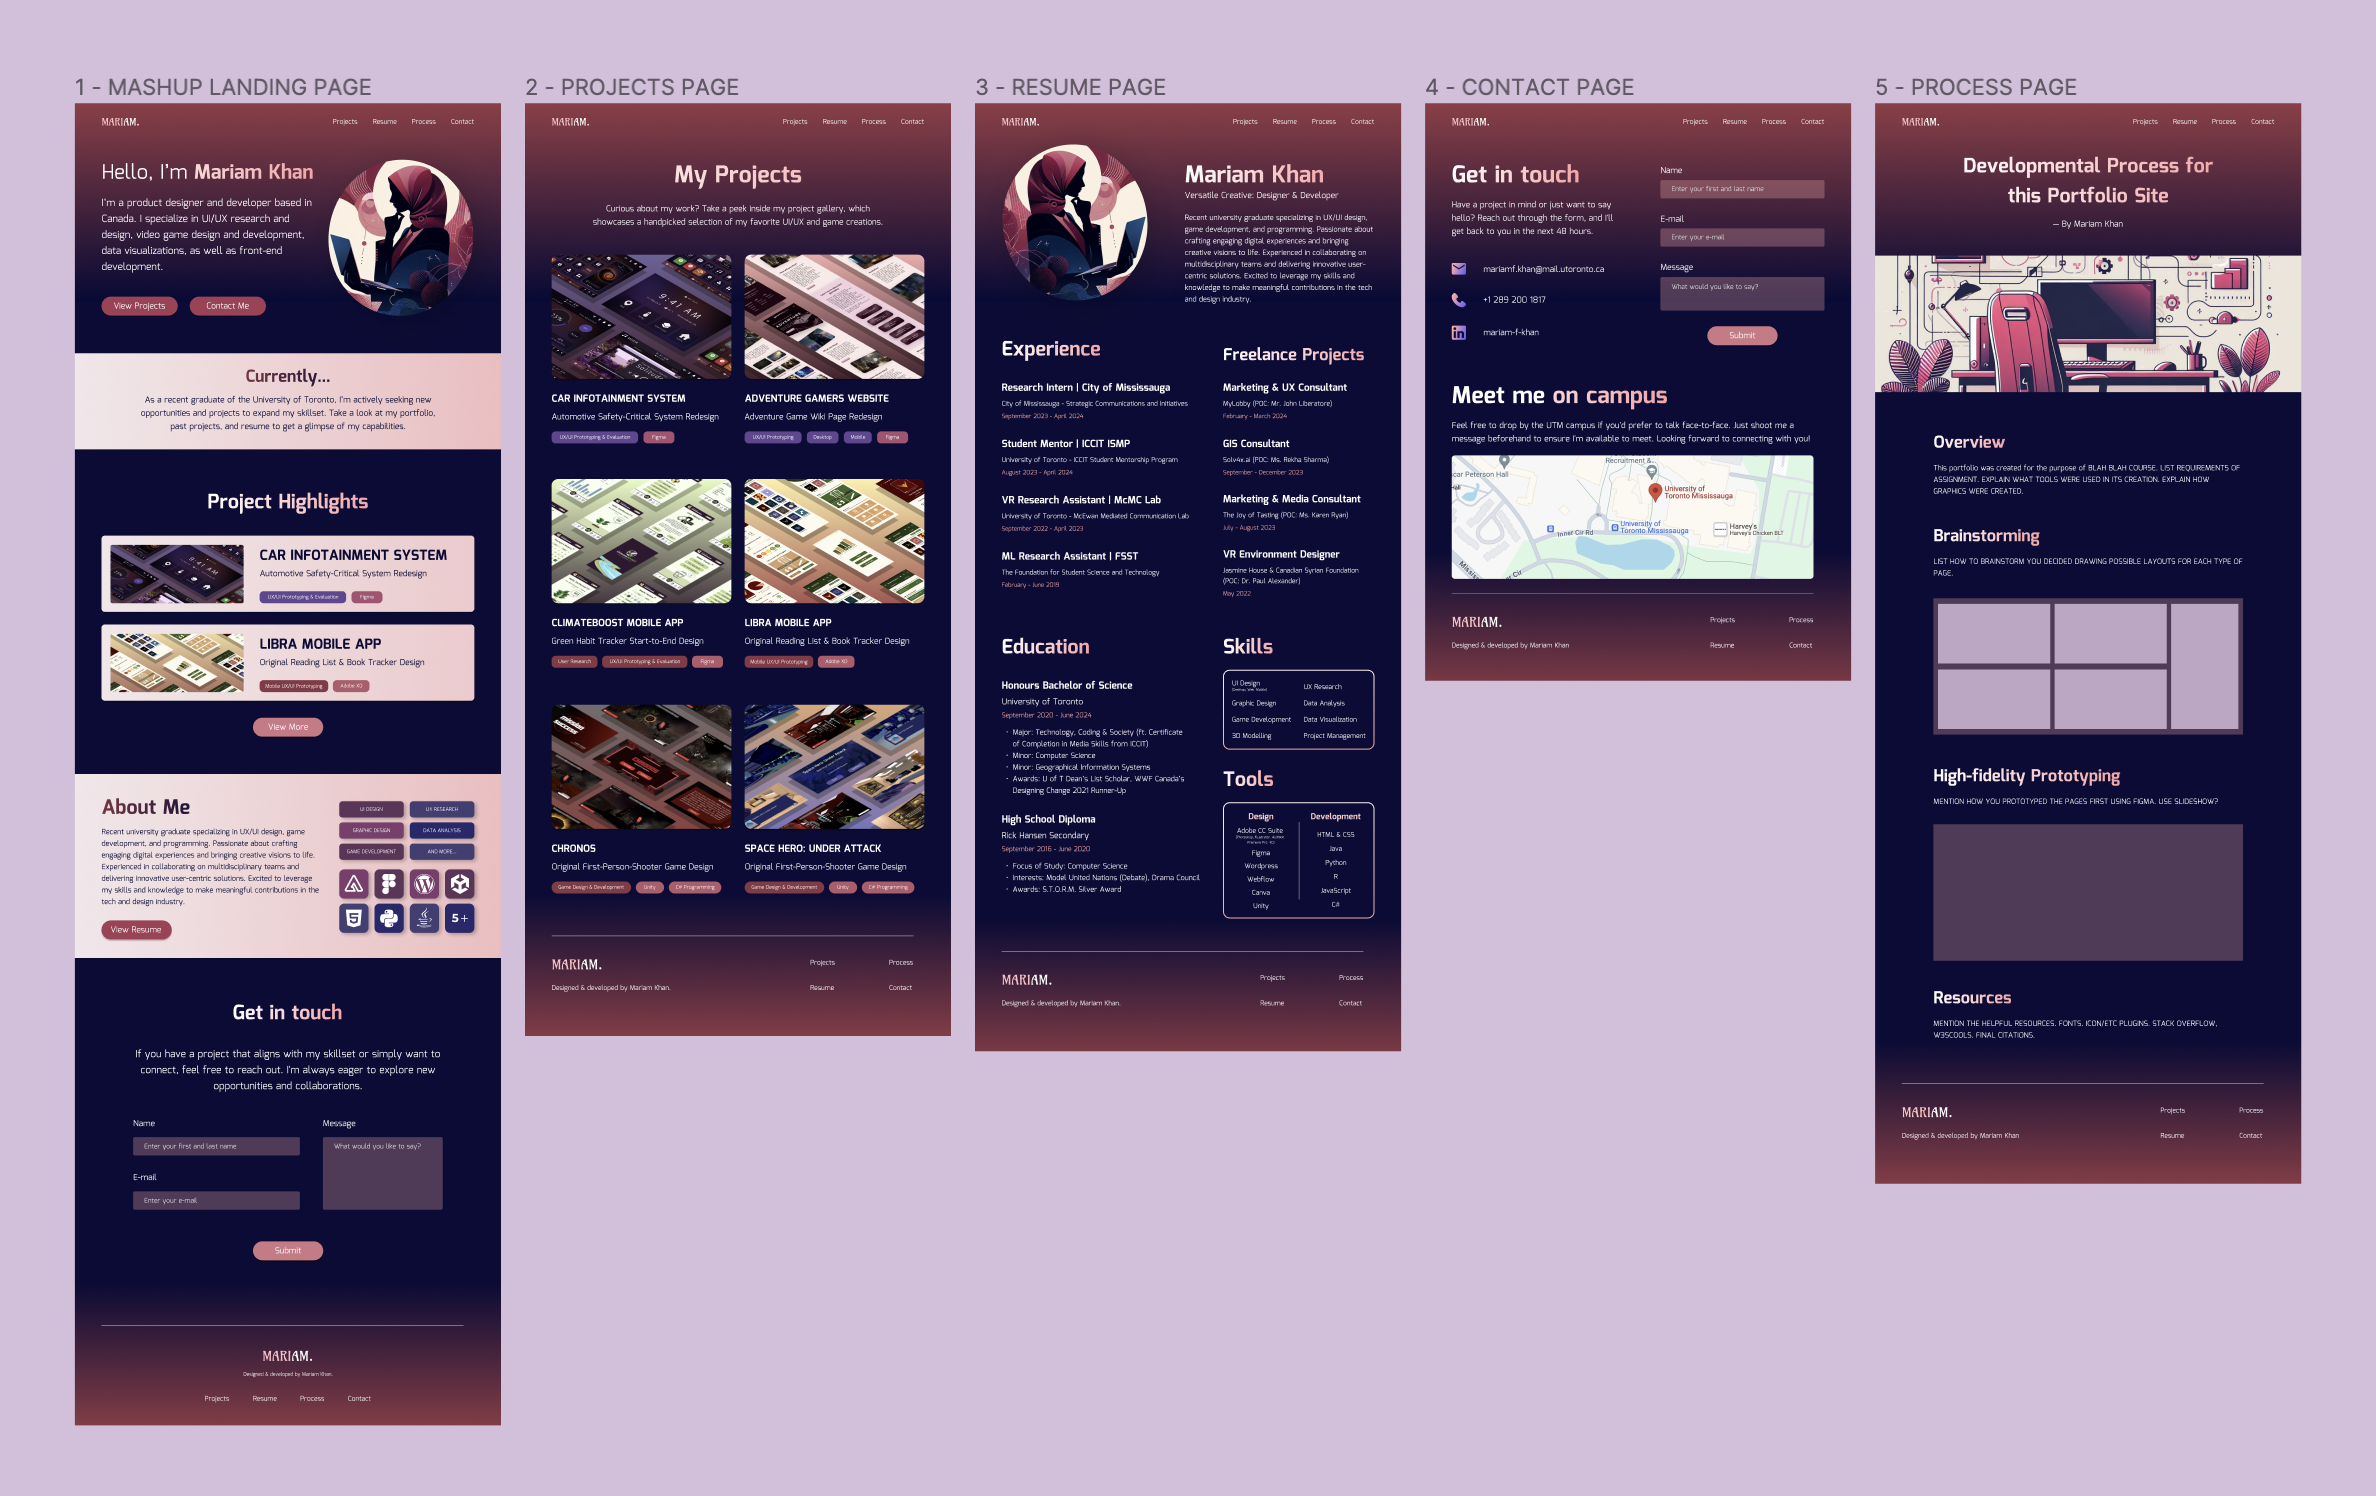 1 - MASHUP LANDING PAGE
MARIAM.
Projects Resume Process Contact
Hello, I'm Mariam Khan
I'm a product designer and developer based in
Canada. I specialize in UI/UX research and
design, video game design and development,
data visualizations, as well as front-end
development.
View Projects
Contact Me
Currently...
As a recent graduate of the University of Toronto, I'm actively seeking new
opportunities and projects to expand my skillset. Take a look at my portfolio,
past projects, and resume to get a glimpse of my capabilities.
Project Highlights
CAR INFOTAINMENT SYSTEM
Automotive Safety-Critical System Redesign
UX/UI Prototyping & Evaluation Figma
LIBRA MOBILE APP
Original Reading List & Book Tracker Design
Mobile UX/UI Prototyping Adobe XD
View More
About Me
Recent university graduate specializing in UX/UI design, game
development, and programming. Passionate about crafting
engaging digital experiences and bringing creative visions to life.
Experienced in collaborating on multidisciplinary teams and
delivering innovative user-centric solutions. Excited to leverage
my skills and knowledge to make meaningful contributions in the
tech and design industry.
View Resume
UI DESIGN UX RESEARCH
GRAPHIC DESIGN DATA ANALYSIS
GAME DEVELOPMENT AND MORE...
5+
Get in touch
If you have a project that aligns with my skillset or simply want to
connect, feel free to reach out. I'm always eager to explore new
opportunities and collaborations.
Name
Enter your first and last name
E-mail
Enter your e-mail
Message
What would you like to say?
Submit
MARIAM.
Designed & developed by Mariam Khan.
Projects Resume Process Contact
2 - PROJECTS PAGE
MARIAM.
Projects Resume Process Contact
My Projects
Curious about my work? Take a peek inside my project gallery, which
showcases a handpicked selection of my favorite UI/UX and game creations.
9:41 AM
CAR INFOTAINMENT SYSTEM
Automotive Safety-Critical System Redesign
UX/UI Prototyping & Evaluation Figma
ADVENTURE GAMERS WEBSITE
Adventure Game Wiki Page Redesign
UX/UI Prototyping Desktop Mobile Figma
CLIMATEBOOST MOBILE APP
Green Habit Tracker Start-to-End Design
User Research UX/UI Prototyping & Evaluation Figma
LIBRA MOBILE APP
Original Reading List & Book Tracker Design
Mobile UX/UI Prototyping Adobe XD
CHRONOS
Original First-Person-Shooter Game Design
Game Design & Development Unity C# Programming
SPACE HERO: UNDER ATTACK
Original First-Person-Shooter Game Design
Game Design & Development Unity C# Programming
MARIAM.
Designed & developed by Mariam Khan.
Projects Process
Resume Contact
3 - RESUME PAGE
MARIAM.
Projects Resume Process Contact
Mariam Khan
Versatile Creative: Designer & Developer
Recent university graduate specializing in UX/UI design,
game development, and programming. Passionate about
crafting engaging digital experiences and bringing
creative visions to life. Experienced in collaborating on
multidisciplinary teams and delivering innovative user-
centric solutions. Excited to leverage my skills and
knowledge to make meaningful contributions in the tech
and design industry.
Experience
Research Intern | City of Mississauga
City of Mississauga - Strategic Communications and Initiatives
September 2023 - April 2024
Student Mentor | ICCIT ISMP
University of Toronto - ICCIT Student Mentorship Program
August 2023 - April 2024
VR Research Assistant | McMC Lab
University of Toronto - McEwan Mediated Communication Lab
September 2022 - April 2023
ML Research Assistant | FSST
The Foundation for Student Science and Technology
February - June 2019
Freelance Projects
Marketing & UX Consultant
MyLobby (POC: Mr. John Liberatore)
February - March 2024
GIS Consultant
Solv4x.ai (POC: Ms. Rekha Sharma)
September - December 2023
Marketing & Media Consultant
The Joy of Tasting (POC: Ms. Karen Ryan)
July - August 2023
VR Environment Designer
Jasmine House & Canadian Syrian Foundation
(POC: Dr. Paul Alexander)
May 2022
Education
Honours Bachelor of Science
University of Toronto
September 2020 - June 2024
• Major: Technology, Coding & Society (ft. Certificate
of Completion in Media Skills from ICCIT)
• Minor: Computer Science
• Minor: Geographical Information Systems
• Awards: U of T Dean's List Scholar, WWF Canada's
Designing Change 2021 Runner-Up
High School Diploma
Rick Hansen Secondary
September 2016 - June 2020
• Focus of Study: Computer Science
• Interests: Model United Nations (Debate), Drama Council
• Awards: S.T.O.R.M. Silver Award
Skills
UI Design UX Research
Graphic Design Data Analysis
Game Development Data Visualization
3D Modelling Project Management
Tools
Design
Adobe CC Suite
Figma
Wordpress
Webflow
Canva
Unity
Development
HTML & CSS
Java
Python
R
JavaScript
C#
MARIAM.
Designed & developed by Mariam Khan.
Projects Process
Resume Contact
4 - CONTACT PAGE
MARIAM.
Projects Resume Process Contact
Get in touch
Have a project in mind or just want to say
hello? Reach out through the form, and I'll
get back to you in the next 48 hours.
mariamf.khan@mail.utoronto.ca
+1 289 200 1817
mariam-f-khan
Name
Enter your first and last name
E-mail
Enter your e-mail
Message
What would you like to say?
Submit
Meet me on campus
Feel free to drop by the UTM campus if you'd prefer to talk face-to-face. Just shoot me a
message beforehand to ensure I'm available to meet. Looking forward to connecting with you!
car Peterson Hall
Recruitment &...
University of
Toronto Mississauga
University of
Toronto Mississauga
Inner Cir Rd
Harvey's
Harvey's Chicken BLT
MARIAM.
Designed & developed by Mariam Khan
Projects Process
Resume Contact
5 - PROCESS PAGE
MARIAM.
Projects Resume Process Contact
Developmental Process for
this Portfolio Site
— By Mariam Khan
Overview
This portfolio was created for the purpose of BLAH BLAH COURSE. LIST REQUIREMENTS OF
ASSIGNMENT. EXPLAIN WHAT TOOLS WERE USED IN ITS CREATION. EXPLAIN HOW
GRAPHICS WERE CREATED.
Brainstorming
LIST HOW TO BRAINSTORM YOU DECIDED DRAWING POSSIBLE LAYOUTS FOR EACH TYPE OF
PAGE.
High-fidelity Prototyping
MENTION HOW YOU PROTOTYPED THE PAGES FIRST USING FIGMA. USE SLIDESHOW?
Resources
MENTION THE HELPFUL RESOURCES. FONTS. ICON/ETC PLUGINS. STACK OVERFLOW,
W3SCOOLS. FINAL CITATIONS.
MARIAM.
Designed & developed by Mariam Khan
Projects Process
Resume Contact